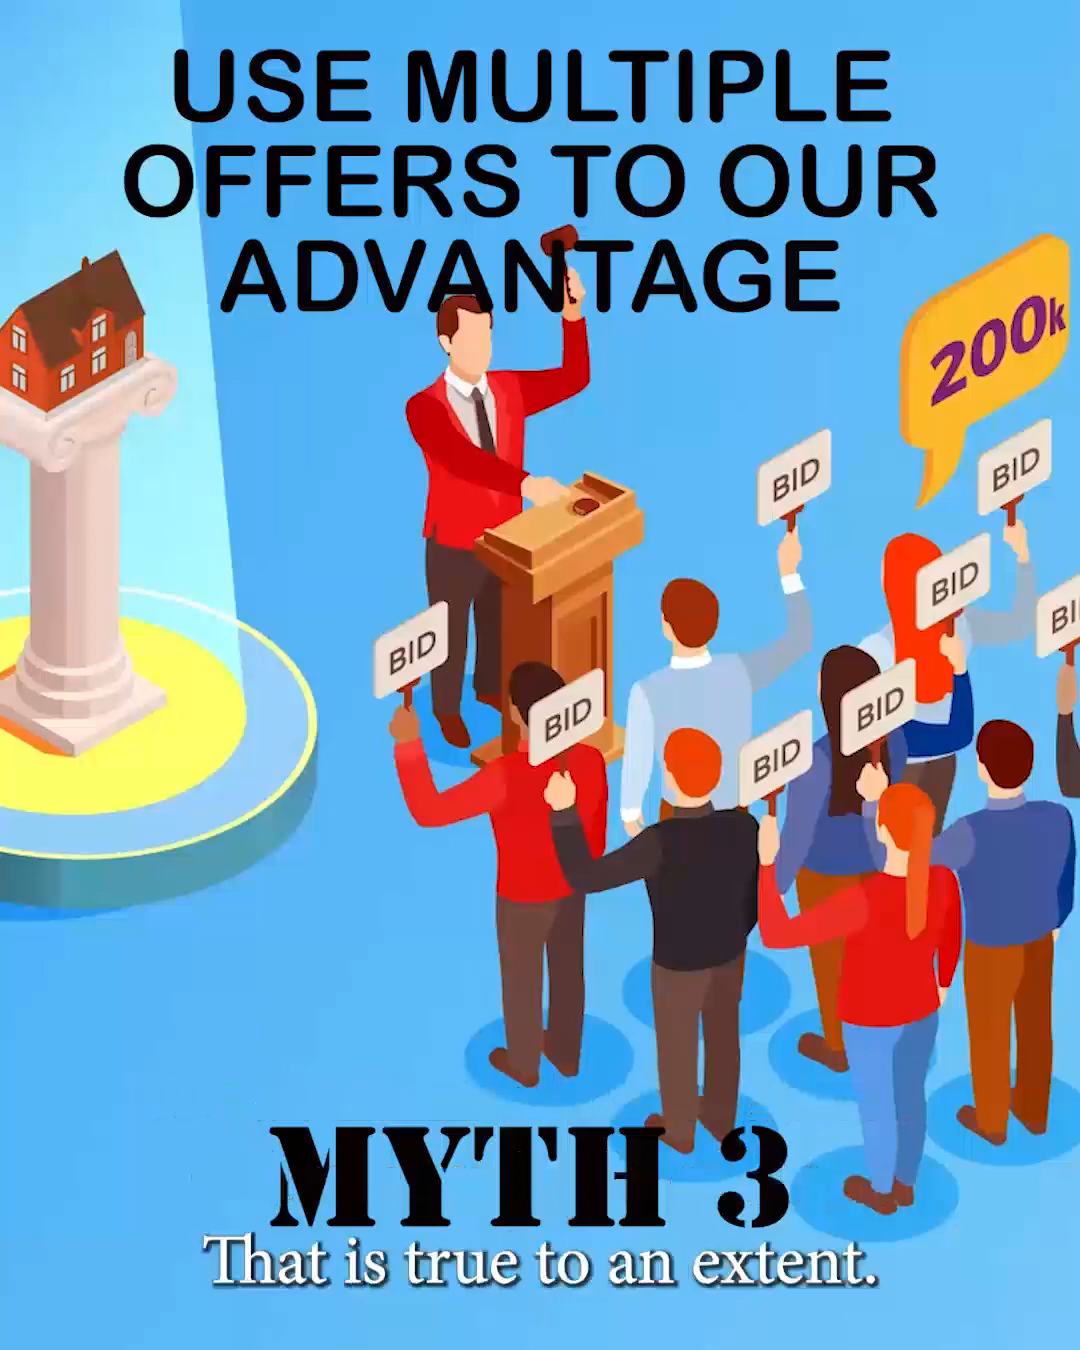 USE MULTIPLE
OFFERS TO OUR
ADVANTAGE
200k
BID
BID
BID
BI
BID
BID
BID
BID
MYTH 3
That is true to an extent.